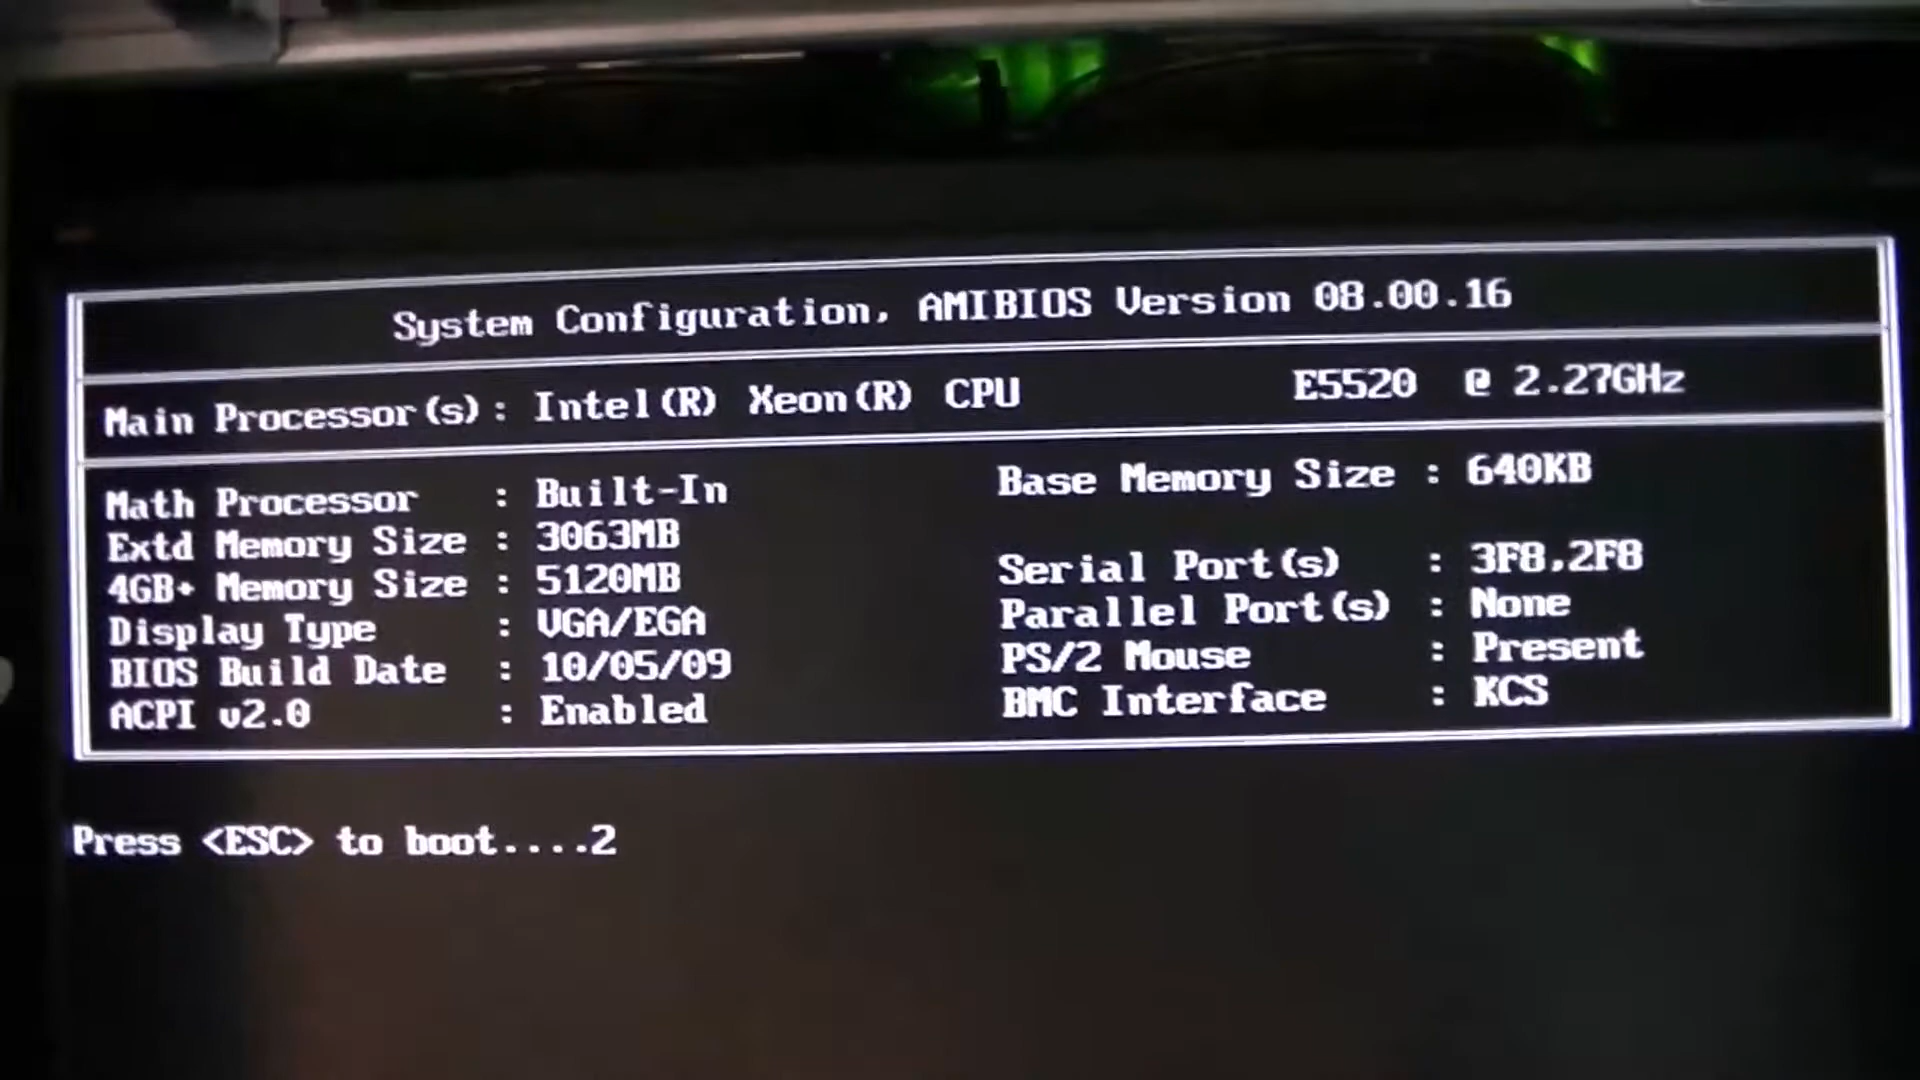 System Configuration, AMIBIOS Version 08.00.16
Main Processor(s): Intel(R) Xeon(R) CPU E5520 @ 2.27GHz
Math Processor : Built-In Base Memory Size : 640KB
Extd Memory Size : 3063MB
4GB+ Memory Size : 5120MB Serial Port(s) : 3F8,2F8
Display Type : VGA/EGA Parallel Port(s) : None
BIOS Build Date : 10/05/09 PS/2 Mouse : Present
ACPI v2.0 : Enabled BMC Interface : KCS
Press <ESC> to boot....2